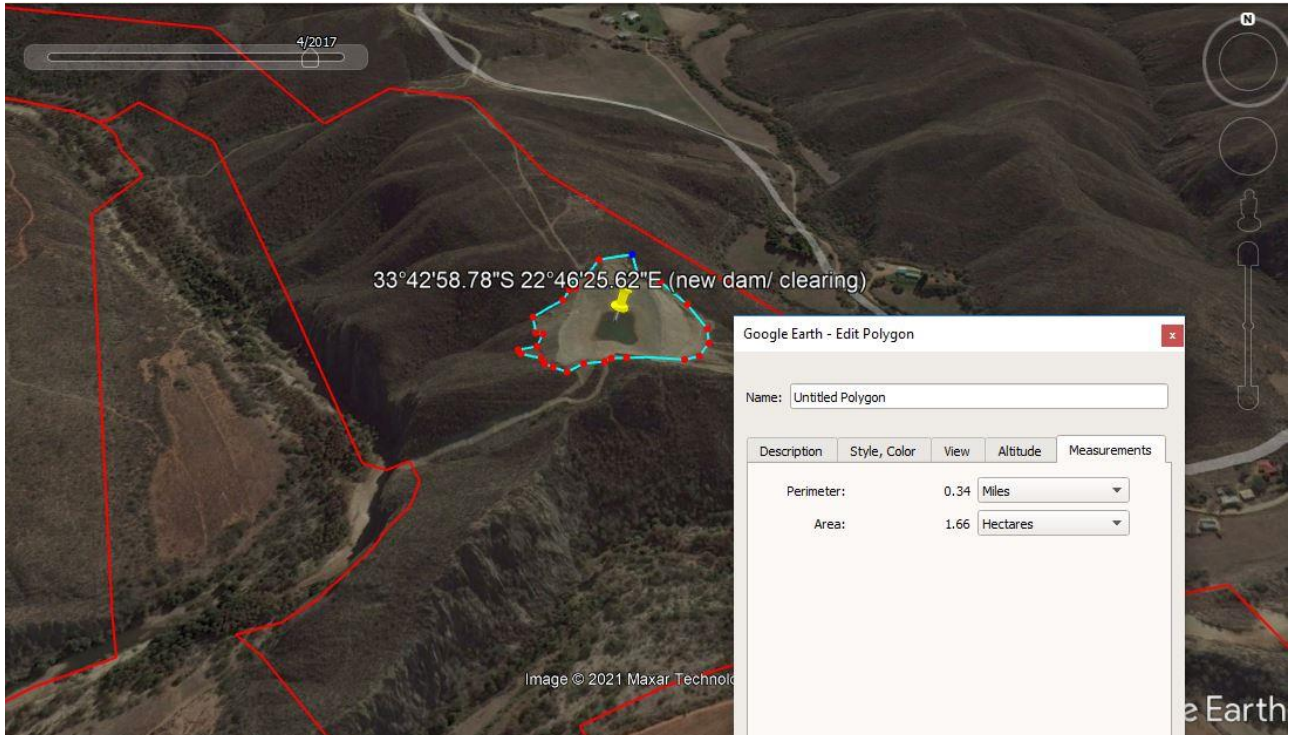 4/2017
N
33°42'58.78"S 22°46'25.62"E (new dam/ clearing)
Google Earth - Edit Polygon
x
Name: Untitled Polygon
Description Style, Color View Altitude Measurements
Perimeter: 0.34 Miles
Area: 1.66 Hectares
Image © 2021 Maxar Technolo
e Earth